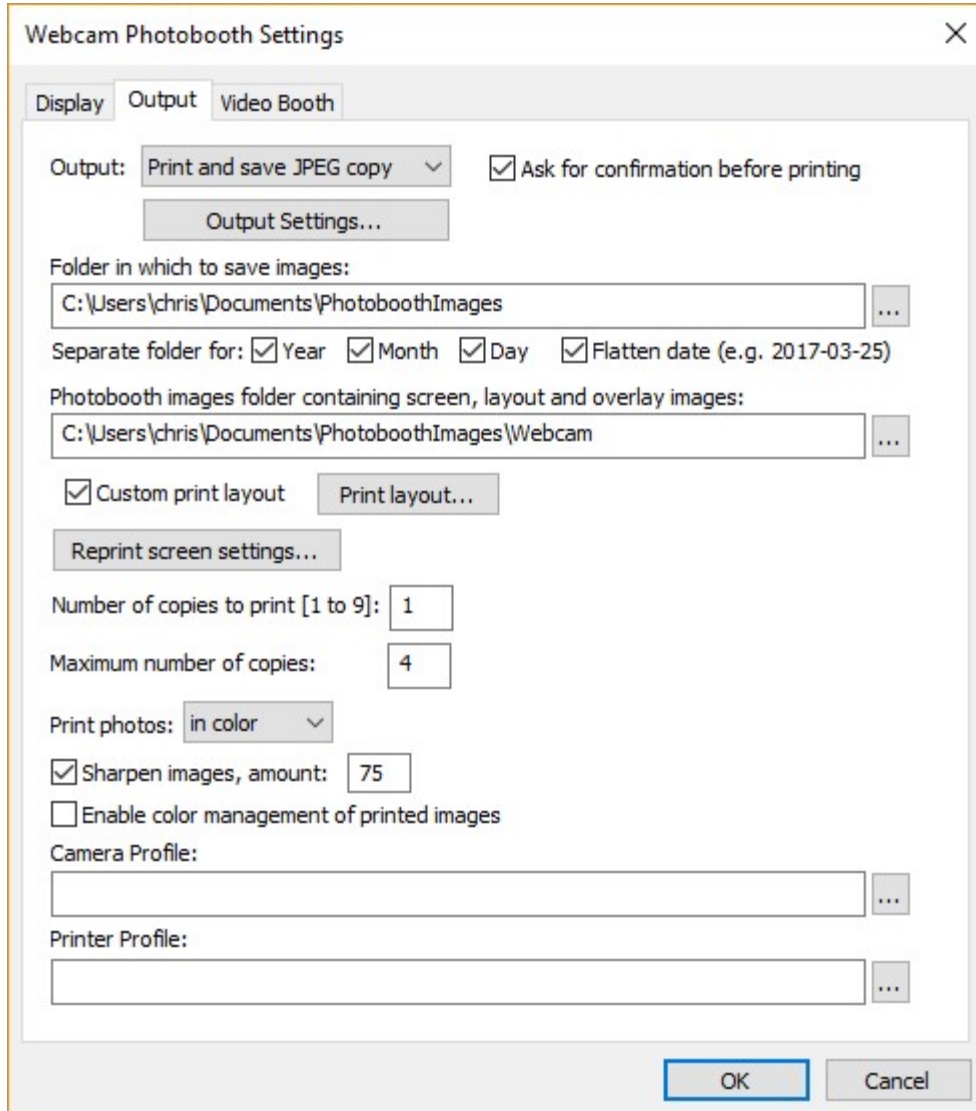 Webcam Photobooth Settings
Display Output Video Booth
Output: Print and save JPEG copy Ask for confirmation before printing
Output Settings...
Folder in which to save images:
C:\Users\chris\Documents\PhotoboothImages ...
Separate folder for: Year Month Day Flatten date (e.g. 2017-03-25)
Photobooth images folder containing screen, layout and overlay images:
C:\Users\chris\Documents\PhotoboothImages\Webcam ...
Custom print layout Print layout...
Reprint screen settings...
Number of copies to print [1 to 9]: 1
Maximum number of copies: 4
Print photos: in color
Sharpen images, amount: 75
Enable color management of printed images
Camera Profile:
...
Printer Profile:
...
OK Cancel